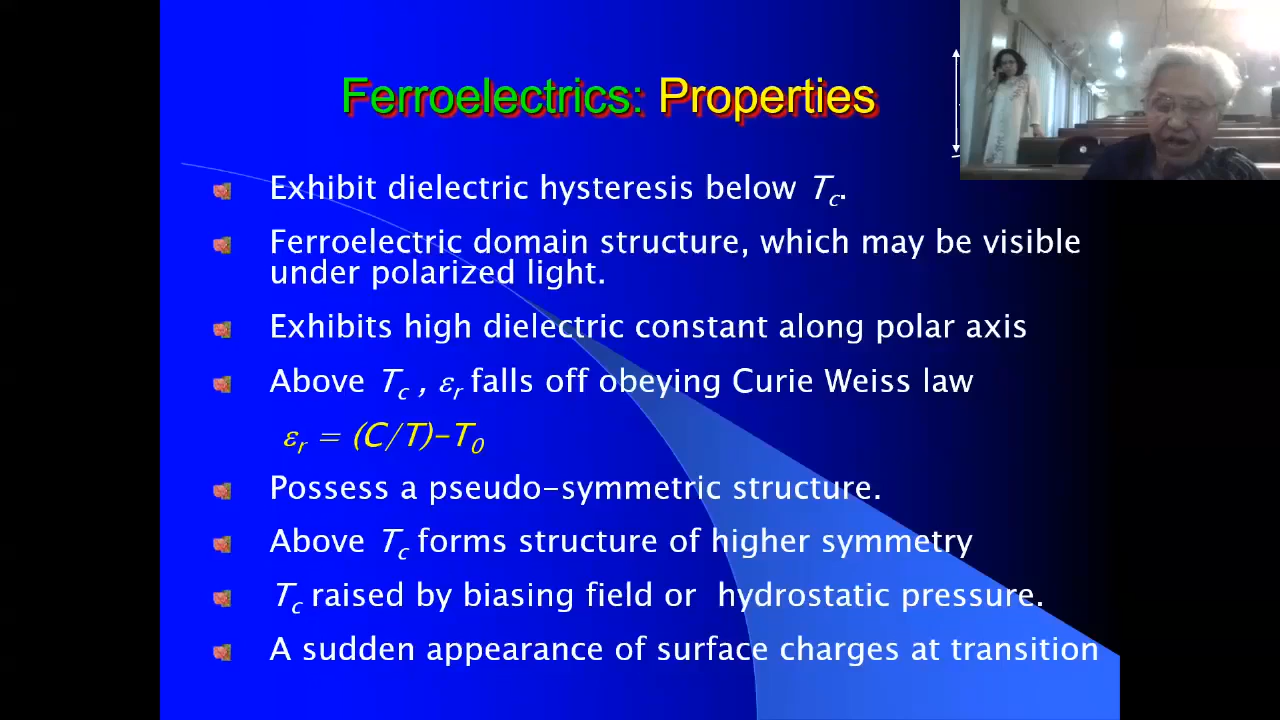 Ferroelectrics: Properties
Exhibit dielectric hysteresis below Tc.
Ferroelectric domain structure, which may be visible
under polarized light.
Exhibits high dielectric constant along polar axis
Above Tc , εr falls off obeying Curie Weiss law
εr = (C/T)-T0
Possess a pseudo-symmetric structure.
Above Tc forms structure of higher symmetry
Tc raised by biasing field or hydrostatic pressure.
A sudden appearance of surface charges at transition